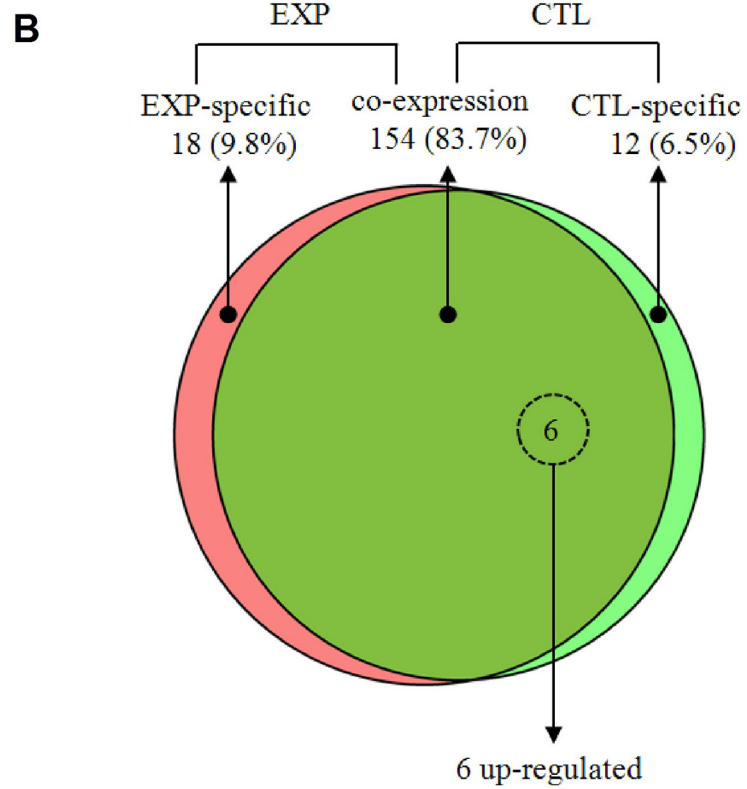 B
EXP
CTL
EXP-specific
18 (9.8%)
co-expression
154 (83.7%)
CTL-specific
12 (6.5%)
6
6 up-regulated